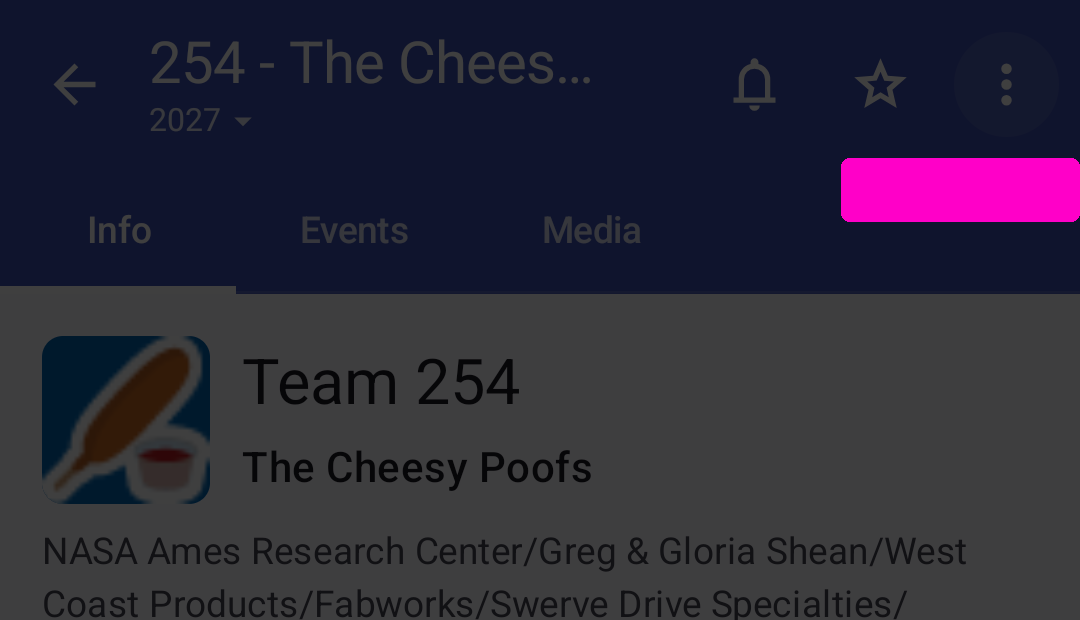 254 - The Chees...
2027
Info
Events
Media
Team 254
The Cheesy Poofs
NASA Ames Research Center/Greg & Gloria Shean/West
Coast Products/Fabworks/Swerve Drive Specialties/